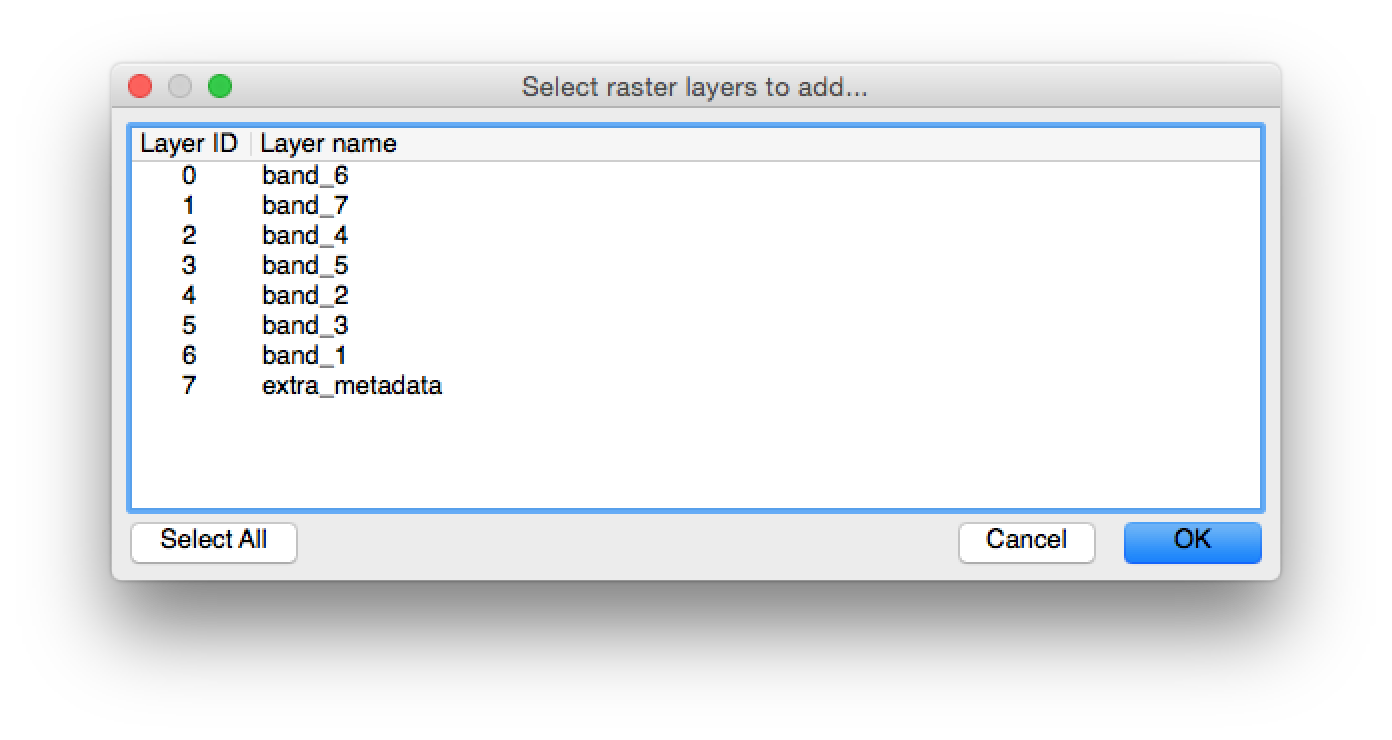 Select raster layers to add...
Layer ID Layer name
0 band_6
1 band_7
2 band_4
3 band_5
4 band_2
5 band_3
6 band_1
7 extra_metadata
Select All Cancel OK